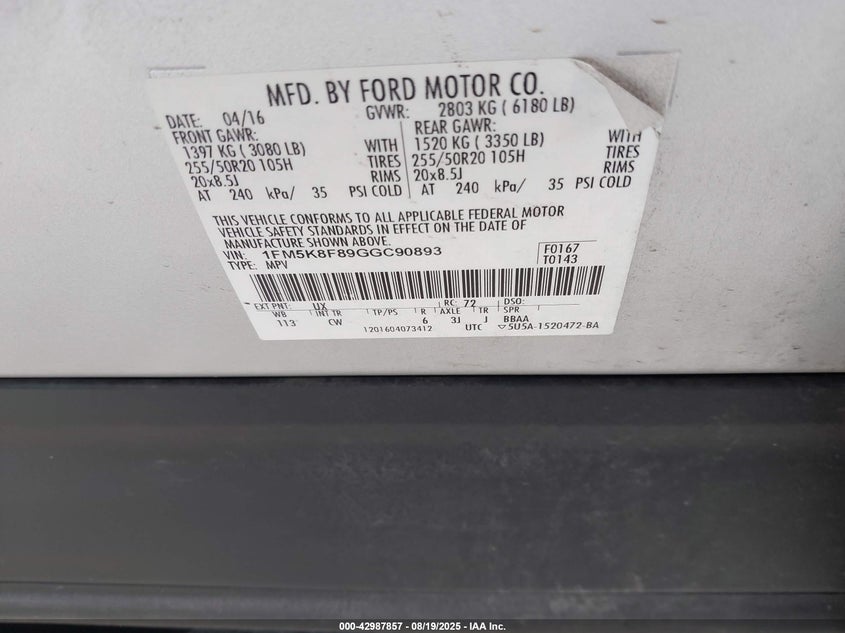 MFD. BY FORD MOTOR CO.
DATE: 04/16 GVWR: 2803 KG ( 6180 LB)
FRONT GAWR: REAR GAWR:
1397 KG ( 3080 LB) WITH 1520 KG ( 3350 LB) WITH
255/50R20 105H TIRES 255/50R20 105H TIRES
20x8.5J RIMS 20x8.5J RIMS
AT 240 kPa/ 35 PSI COLD AT 240 kPa/ 35 PSI COLD
THIS VEHICLE CONFORMS TO ALL APPLICABLE FEDERAL MOTOR
VEHICLE SAFETY STANDARDS IN EFFECT ON THE DATE OF
MANUFACTURE SHOWN ABOVE.
VIN: 1FM5K8F89GGC90893 F0167
TYPE: MPV T0143
EXT PNT: UX RC: 72 DSO:
WB INT TR TP/PS R AXLE TR SPR
113 CW 6 3J J BBAA
1201604073412 UTC ▽5U5A-1520472-BA
000-42987857 - 08/19/2025 - IAA Inc.